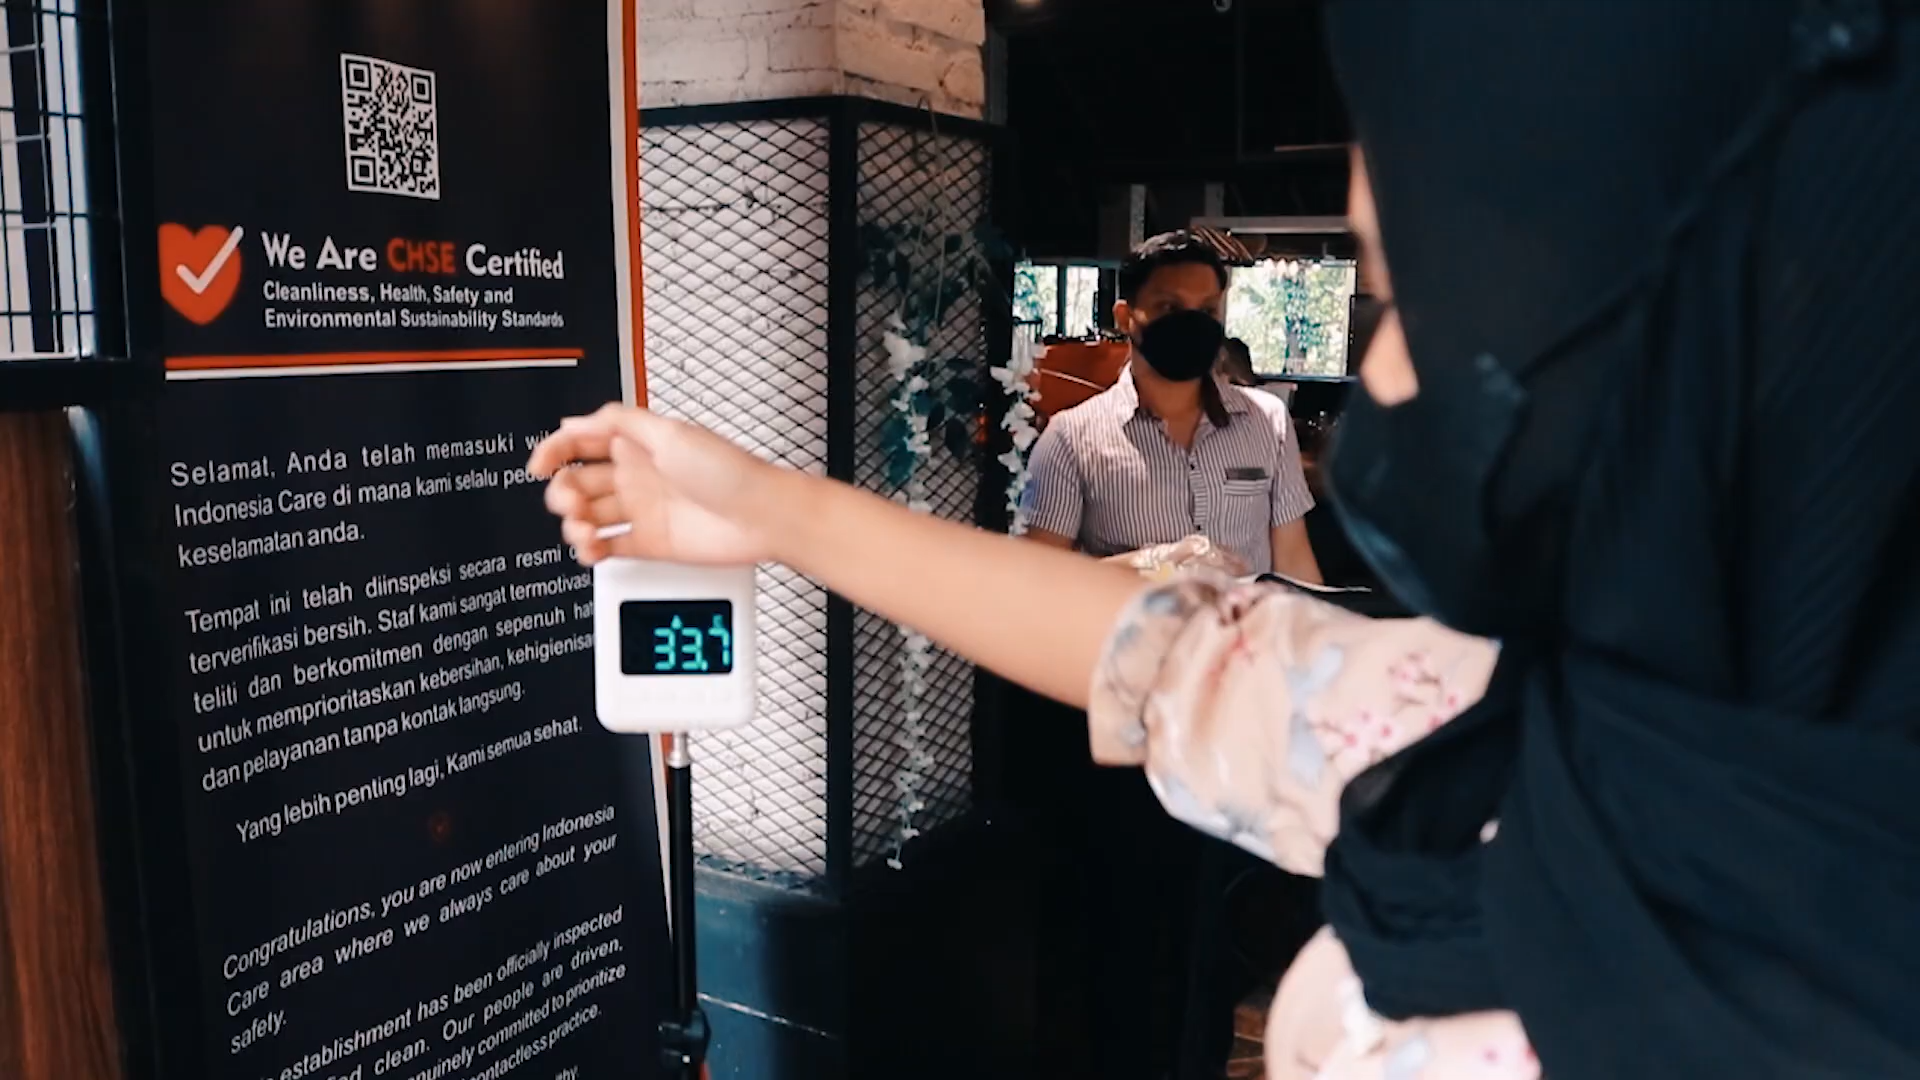 We Are CHSE Certified
Cleanliness, Health, Safety and
Environmental Sustainability Standards
Selamat, Anda telah memasuki
Indonesia Care di mana kami selalu
keselamatan anda.
Tempat ini telah diinspeksi secara resmi
terverifikasi bersih. Staf kami sangat termotivasi,
teliti dan berkomitmen dengan sepenuh
untuk memprioritaskan kebersihan,
dan pelayanan tanpa kontak langsung.
Yang lebih penting lagi, Kami semua sehat.
Congratulations, you are now entering Indonesia
Care area where we always care about your
safety.
establishment has been officially inspected
clean. Our people are driven,
committed to prioritize
practice.
33.7